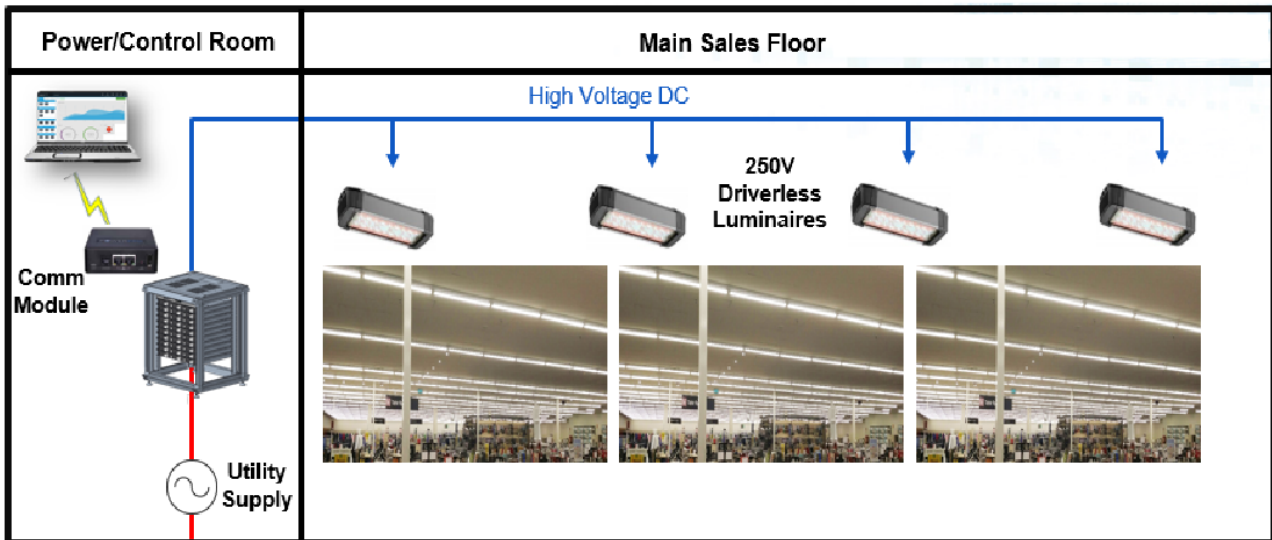 Power/Control Room
Main Sales Floor
High Voltage DC
250V
Driverless
Luminaires
Comm
Module
Utility
Supply